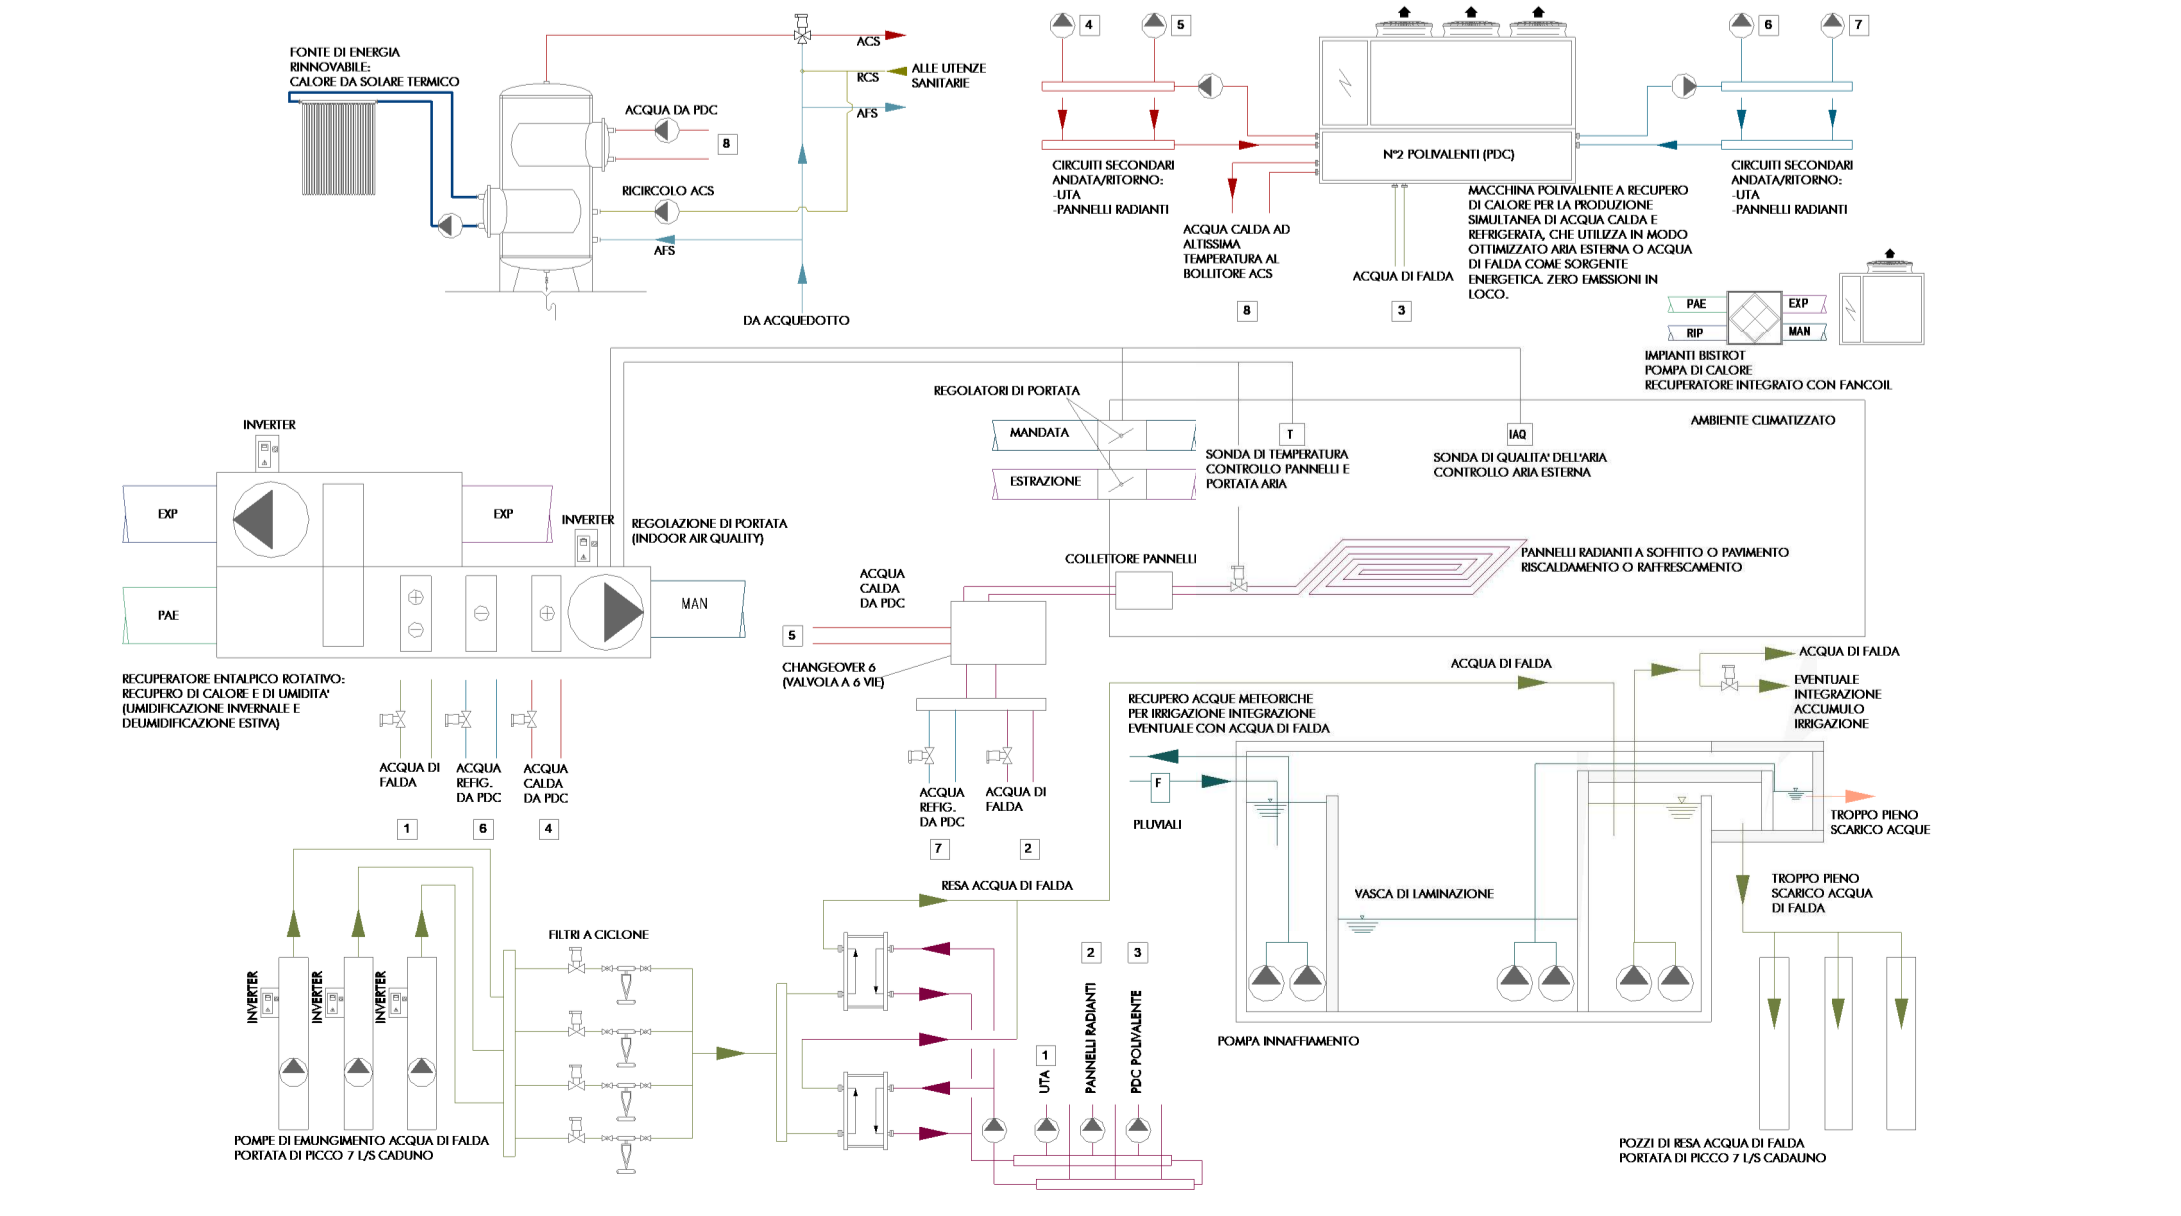 FONTE DI ENERGIA
RINNOVABILE:
CALORE DA SOLARE TERMICO
ACS
RCS
ALLE UTENZE
SANITARIE
AFS
ACQUA DA PDC
8
RICIRCOLO ACS
AFS
DA ACQUEDOTTO
4
5
6
7
N°2 POLIVALENTI (PDC)
CIRCUITI SECONDARI
ANDATA/RITORNO:
-UTA
-PANNELLI RADIANTI
CIRCUITI SECONDARI
ANDATA/RITORNO:
-UTA
-PANNELLI RADIANTI
ACQUA CALDA AD
ALTISSIMA
TEMPERATURA AL
BOLLITORE ACS
8
ACQUA DI FALDA
3
MACCHINA POLIVALENTE A RECUPERO
DI CALORE PER LA PRODUZIONE
SIMULTANEA DI ACQUA CALDA E
REFRIGERATA, CHE UTILIZZA IN MODO
OTTIMIZZATO ARIA ESTERNA O ACQUA
DI FALDA COME SORGENTE
ENERGETICA. ZERO EMISSIONI IN
LOCO.
PAE
EXP
RIP
MAN
IMPIANTI BISTROT
POMPA DI CALORE
RECUPERATORE INTEGRATO CON FANCOIL
REGOLATORI DI PORTATA
AMBIENTE CLIMATIZZATO
MANDATA
ESTRAZIONE
T
SONDA DI TEMPERATURA
CONTROLLO PANNELLI E
PORTATA ARIA
IAQ
SONDA DI QUALITA' DELL'ARIA
CONTROLLO ARIA ESTERNA
INVERTER
EXP
EXP
INVERTER
REGOLAZIONE DI PORTATA
(INDOOR AIR QUALITY)
PAE
MAN
RECUPERATORE ENTALPICO ROTATIVO:
RECUPERO DI CALORE E DI UMIDITA'
(UMIDIFICAZIONE INVERNALE E
DEUMIDIFICAZIONE ESTIVA)
ACQUA DI
FALDA
1
ACQUA
REFIG.
DA PDC
6
ACQUA
CALDA
DA PDC
4
COLLETTORE PANNELLI
PANNELLI RADIANTI A SOFFITTO O PAVIMENTO
RISCALDAMENTO O RAFFRESCAMENTO
ACQUA
CALDA
DA PDC
5
CHANGEOVER 6
(VALVOLA A 6 VIE)
ACQUA
REFIG.
DA PDC
7
ACQUA DI
FALDA
2
ACQUA DI FALDA
ACQUA DI FALDA
EVENTUALE
INTEGRAZIONE
ACCUMULO
IRRIGAZIONE
RECUPERO ACQUE METEORICHE
PER IRRIGAZIONE INTEGRAZIONE
EVENTUALE CON ACQUA DI FALDA
F
PLUVIALI
TROPPO PIENO
SCARICO ACQUE
VASCA DI LAMINAZIONE
TROPPO PIENO
SCARICO ACQUA
DI FALDA
POMPA INNAFFIAMENTO
RESA ACQUA DI FALDA
FILTRI A CICLONE
INVERTER
INVERTER
INVERTER
POMPE DI EMUNGIMENTO ACQUA DI FALDA
PORTATA DI PICCO 7 L/S CADUNO
1
UTA
2
PANNELLI RADIANTI
3
PDC POLIVALENTE
POZZI DI RESA ACQUA DI FALDA
PORTATA DI PICCO 7 L/S CADAUNO